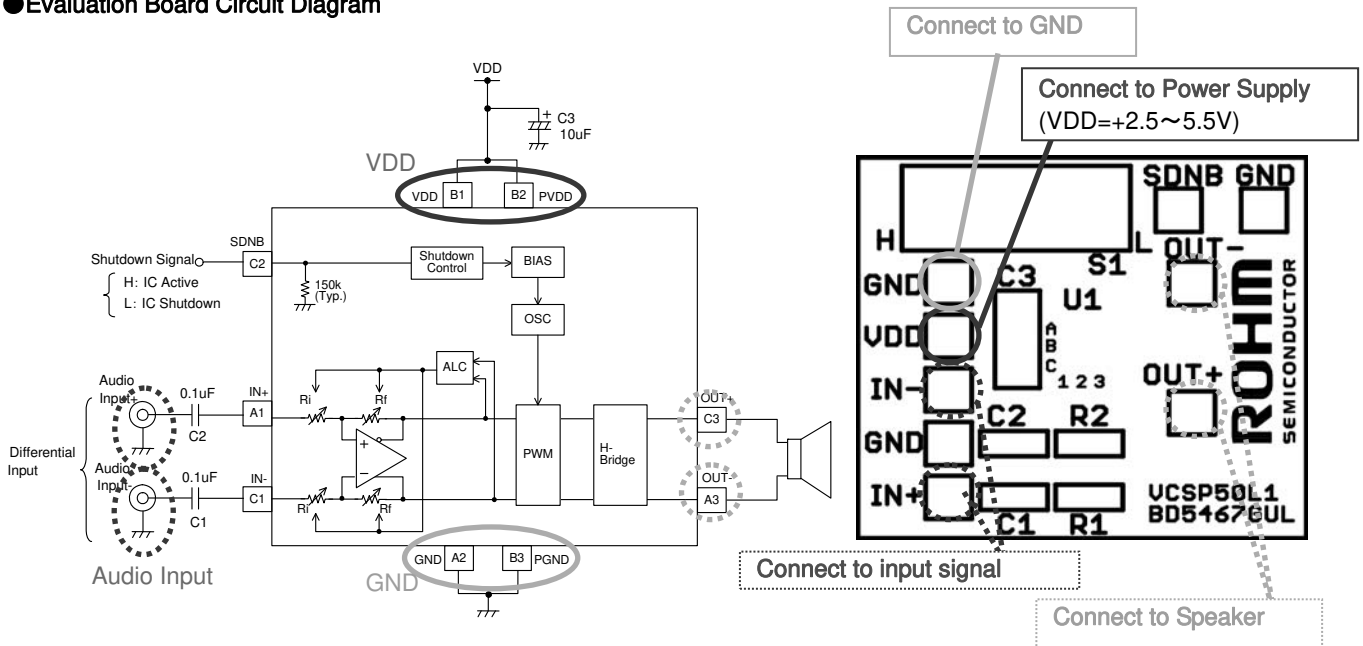 ●Evaluation Board Circuit Diagram
VDD
C3
10uF
VDD
VDD B1
B2 PVDD
SDNB
Shutdown Signal
C2
H: IC Active
L: IC Shutdown
150k
(Typ.)
Shutdown
Control
BIAS
OSC
ALC
Audio
Input+
0.1uF
C2
IN+
A1
Ri
Rf
Differential
Input
Audio
Input-
0.1uF
C1
IN-
C1
Ri
Rf
+
−
PWM
H-
Bridge
OUT+
C3
OUT-
A3
GND A2
B3 PGND
GND
Audio Input
Connect to GND
Connect to Power Supply
(VDD=+2.5～5.5V)
SDNB GND
H
L
S1
OUT-
GND
C3
U1
VDD
A
B
C
1 2 3
IN-
OUT+
C2 R2
GND
IN+
C1 R1
VCSP50L1
BD5467GUL
ROHM
SEMICONDUCTOR
Connect to input signal
Connect to Speaker